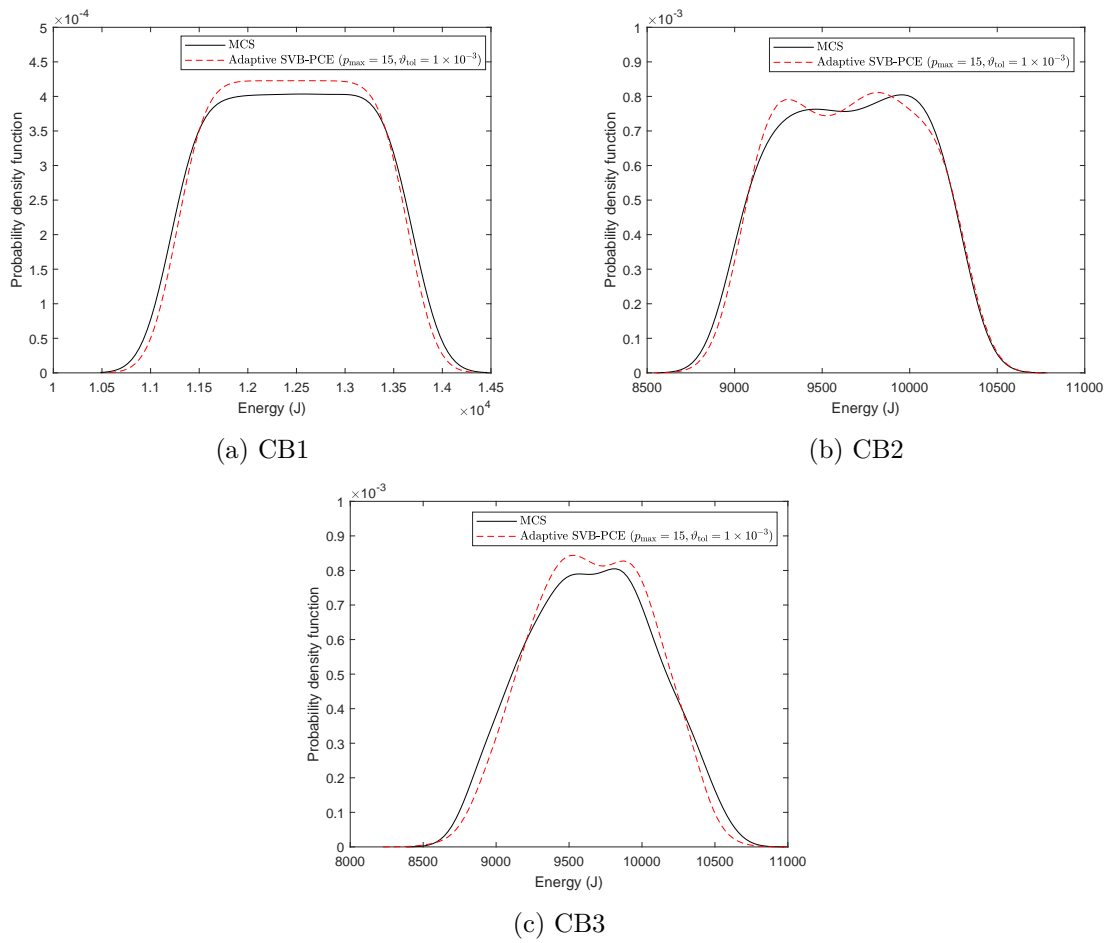 ×10⁻⁴
5
4.5
4
3.5
3
2.5
2
1.5
1
0.5
0
Probability density function
MCS
Adaptive SVB-PCE (p_max = 15, ϑ_tol = 1 × 10⁻³)
1 1.05 1.1 1.15 1.2 1.25 1.3 1.35 1.4 1.45
Energy (J)
×10⁴
(a) CB1
×10⁻³
1
0.9
0.8
0.7
0.6
0.5
0.4
0.3
0.2
0.1
0
Probability density function
MCS
Adaptive SVB-PCE (p_max = 15, ϑ_tol = 1 × 10⁻³)
8500 9000 9500 10000 10500 11000
Energy (J)
(b) CB2
×10⁻³
1
0.9
0.8
0.7
0.6
0.5
0.4
0.3
0.2
0.1
0
Probability density function
MCS
Adaptive SVB-PCE (p_max = 15, ϑ_tol = 1 × 10⁻³)
8000 8500 9000 9500 10000 10500 11000
Energy (J)
(c) CB3